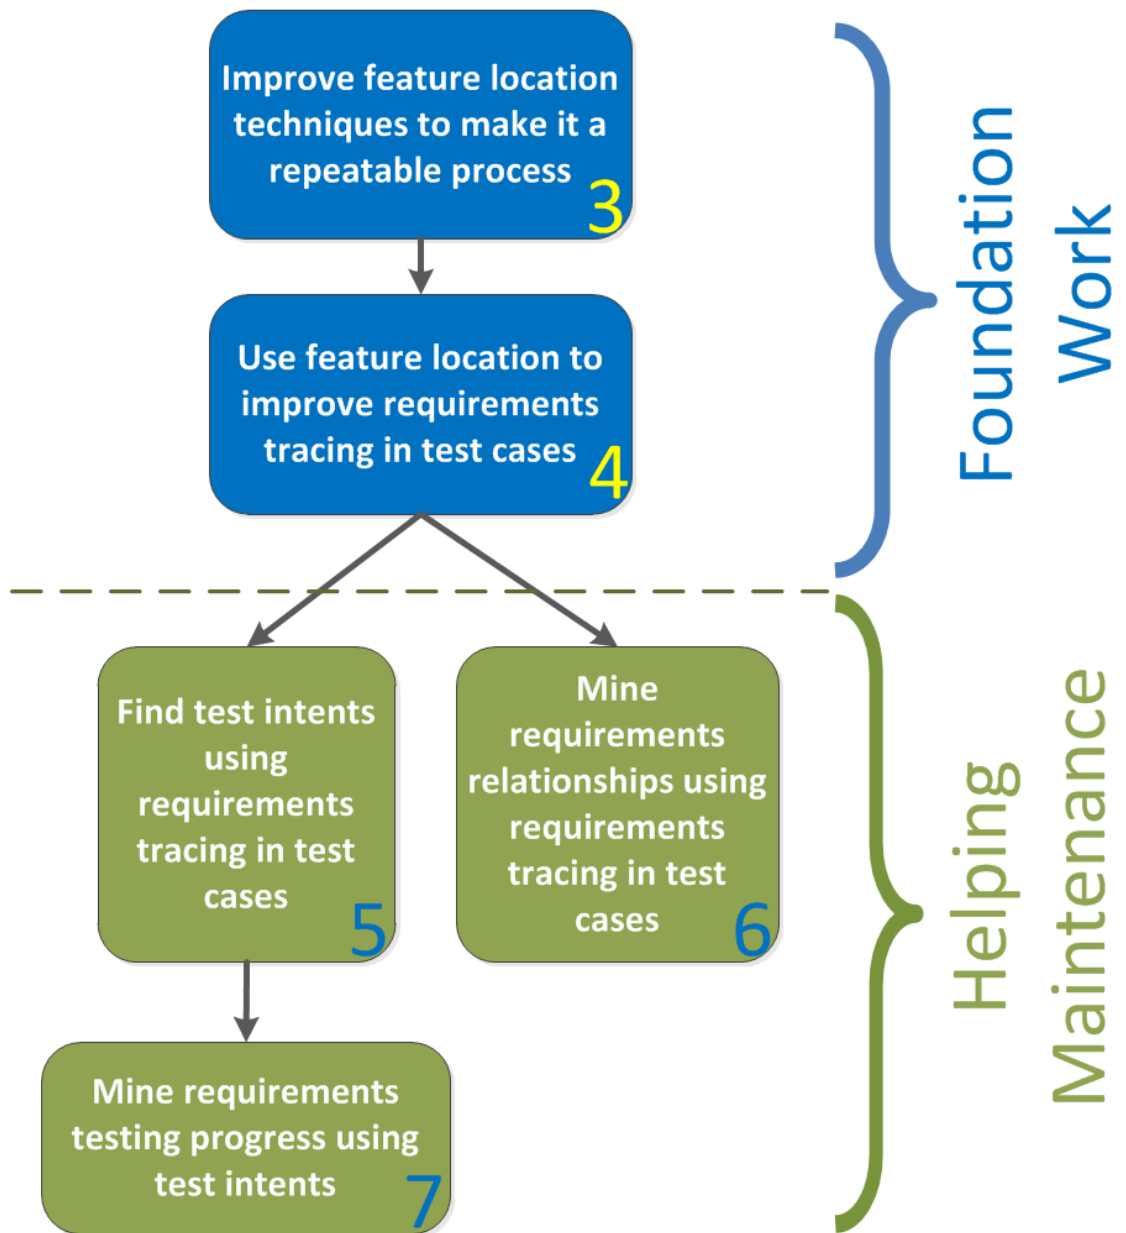 Improve feature location
techniques to make it a
repeatable process
3
Use feature location to
improve requirements
tracing in test cases
4
Foundation
Work
Find test intents
using
requirements
tracing in test
cases
5
Mine
requirements
relationships using
requirements
tracing in test
cases
6
Mine requirements
testing progress using
test intents
7
Helping
Maintenance